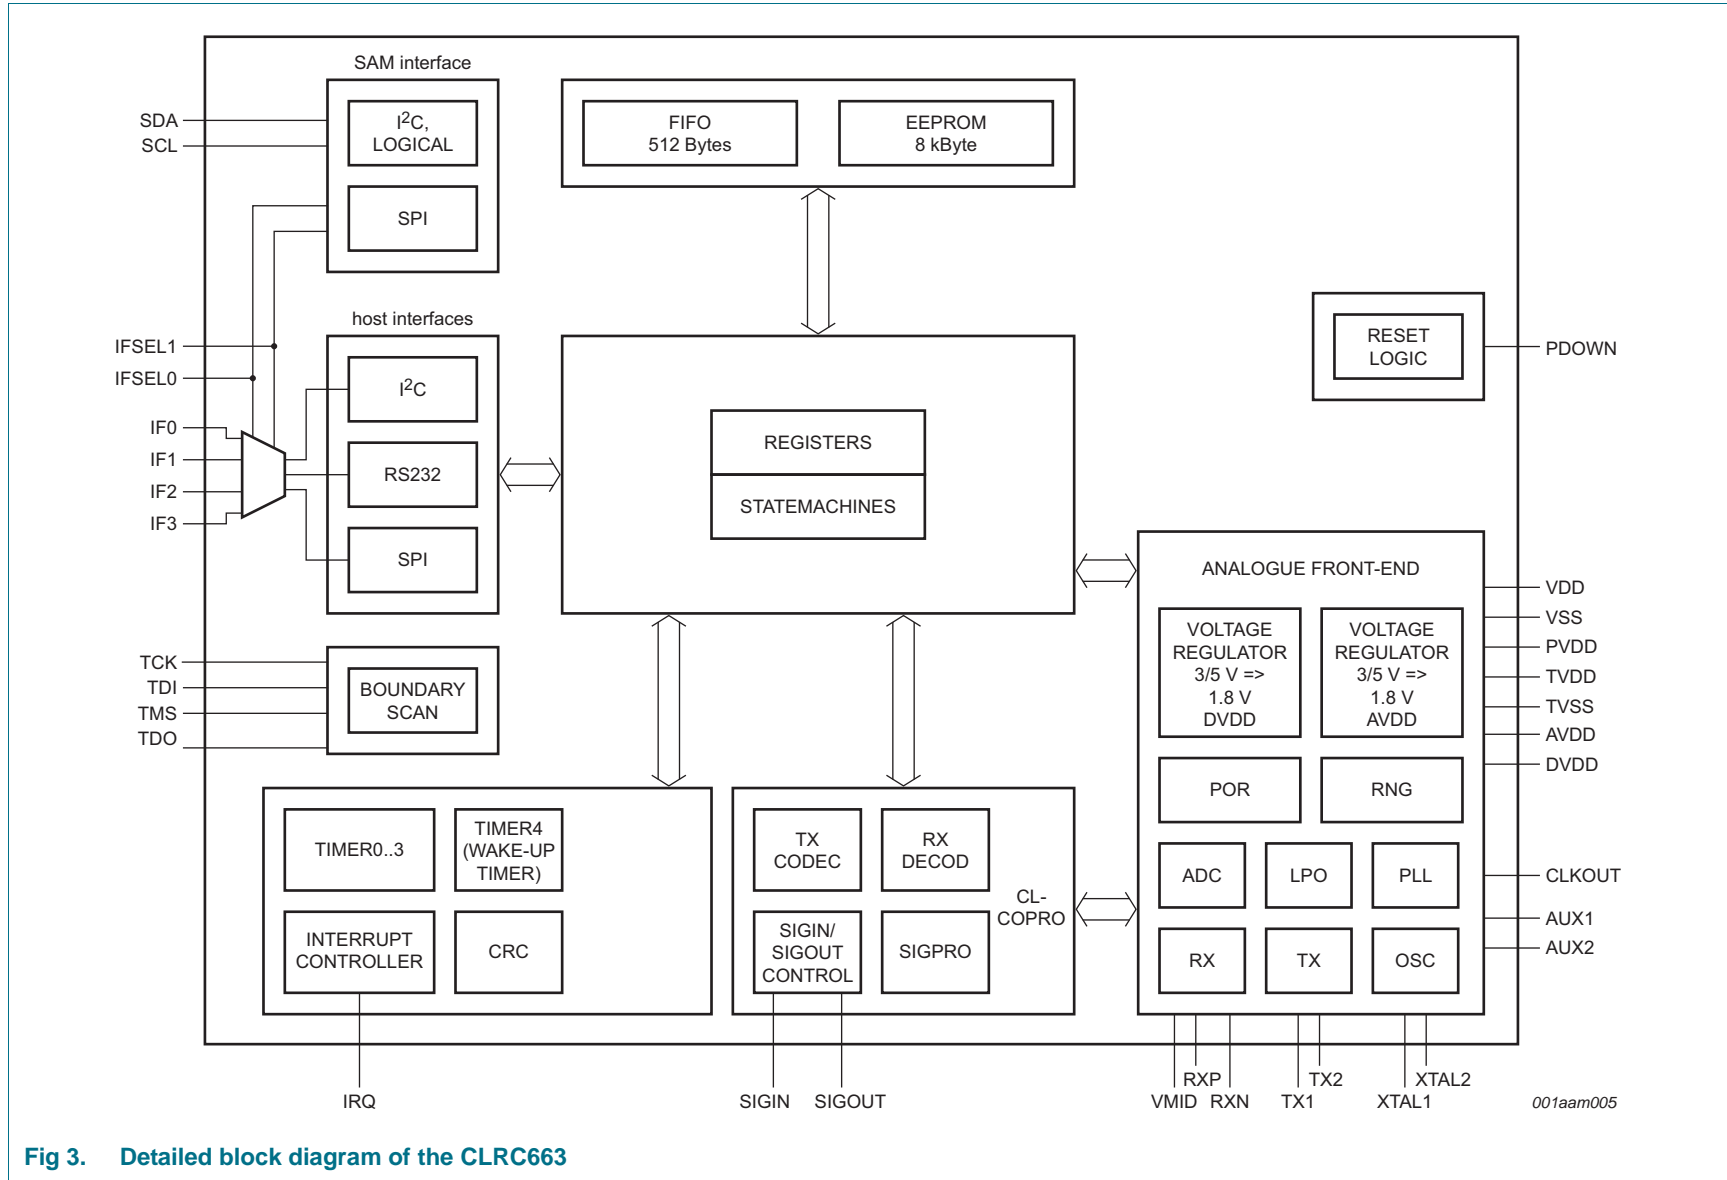 SAM interface
SDA
SCL
I²C,
LOGICAL
SPI
FIFO
512 Bytes
EEPROM
8 kByte
host interfaces
IFSEL1
IFSEL0
IF0
IF1
IF2
IF3
I²C
RS232
SPI
REGISTERS
STATEMACHINES
RESET
LOGIC
PDOWN
TCK
TDI
TMS
TDO
BOUNDARY
SCAN
ANALOGUE FRONT-END
VOLTAGE
REGULATOR
3/5 V =>
1.8 V
DVDD
VOLTAGE
REGULATOR
3/5 V =>
1.8 V
AVDD
POR
RNG
ADC
LPO
PLL
RX
TX
OSC
VDD
VSS
PVDD
TVDD
TVSS
AVDD
DVDD
CLKOUT
AUX1
AUX2
TIMER0..3
TIMER4
(WAKE-UP
TIMER)
INTERRUPT
CONTROLLER
CRC
TX
CODEC
RX
DECOD
CL-
COPRO
SIGIN/
SIGOUT
CONTROL
SIGPRO
IRQ
SIGIN
SIGOUT
VMID
RXP
RXN
TX1
TX2
XTAL1
XTAL2
001aam005
Fig 3. Detailed block diagram of the CLRC663